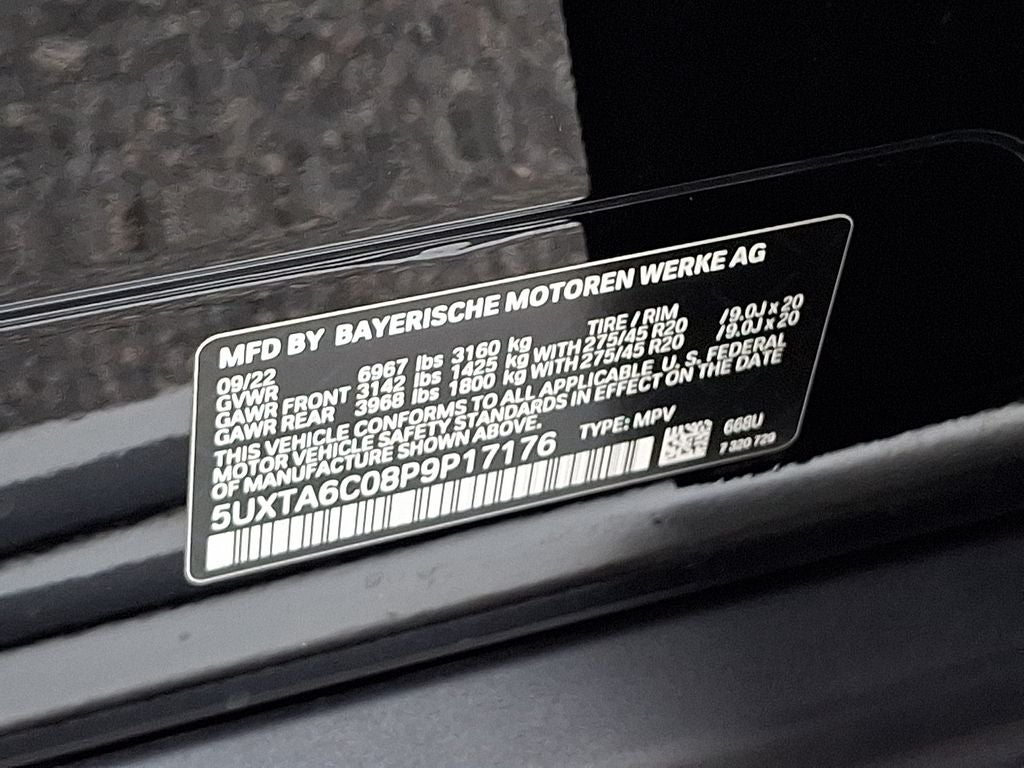 MFD BY BAYERISCHE MOTOREN WERKE AG
09/22 TIRE / RIM
GVWR 6967 lbs 3160 kg
GAWR FRONT 3142 lbs 1425 kg WITH 275/45 R20 /9.0J x 20
GAWR REAR 3968 lbs 1800 kg WITH 275/45 R20 /9.0J x 20
THIS VEHICLE CONFORMS TO ALL APPLICABLE U. S. FEDERAL
MOTOR VEHICLE SAFETY STANDARDS IN EFFECT ON THE DATE
OF MANUFACTURE SHOWN ABOVE.
TYPE: MPV 668U
5UXTA6C08P9P17176
7 320 729